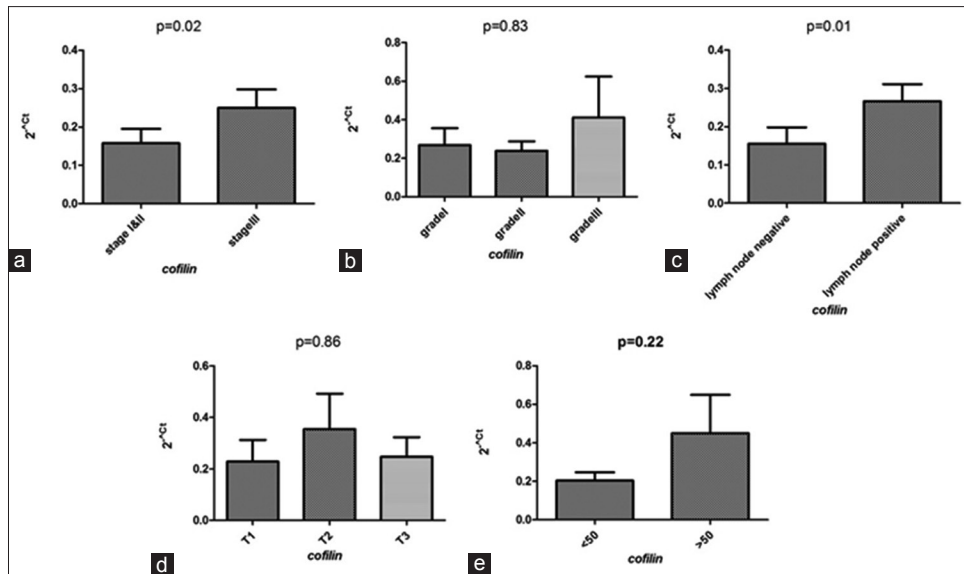 p=0.02
0.4
0.3
0.2
0.1
0.0
2-^Ct
stage I&II
stageIII
cofilin
a
p=0.83
0.8
0.6
0.4
0.2
0.0
2-^Ct
gradeI
gradeII
gradeIII
cofilin
b
p=0.01
0.4
0.3
0.2
0.1
0.0
2-^Ct
lymph node negative
lymph node positive
cofilin
c
p=0.86
0.6
0.4
0.2
0.0
2-^Ct
T1
T2
T3
cofilin
d
p=0.22
0.8
0.6
0.4
0.2
0.0
2-^Ct
<50
>50
cofilin
e